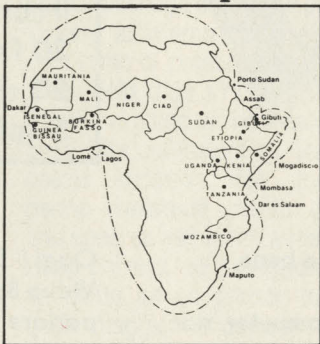 MAURITANIA
Porto Sudan
MALI
Assab
Dakar
NIGER
CIAD
Gibuti
SENEGAL
BURKINA
FASSO
SUDAN
GIBUTI
GUINEA
BISSAU
ETIOPIA
SOMALIA
Lomé
Lagos
Mogadiscio
UGANDA
KENIA
Mombasa
TANZANIA
Dar es Salaam
MOZAMBICO
Maputo